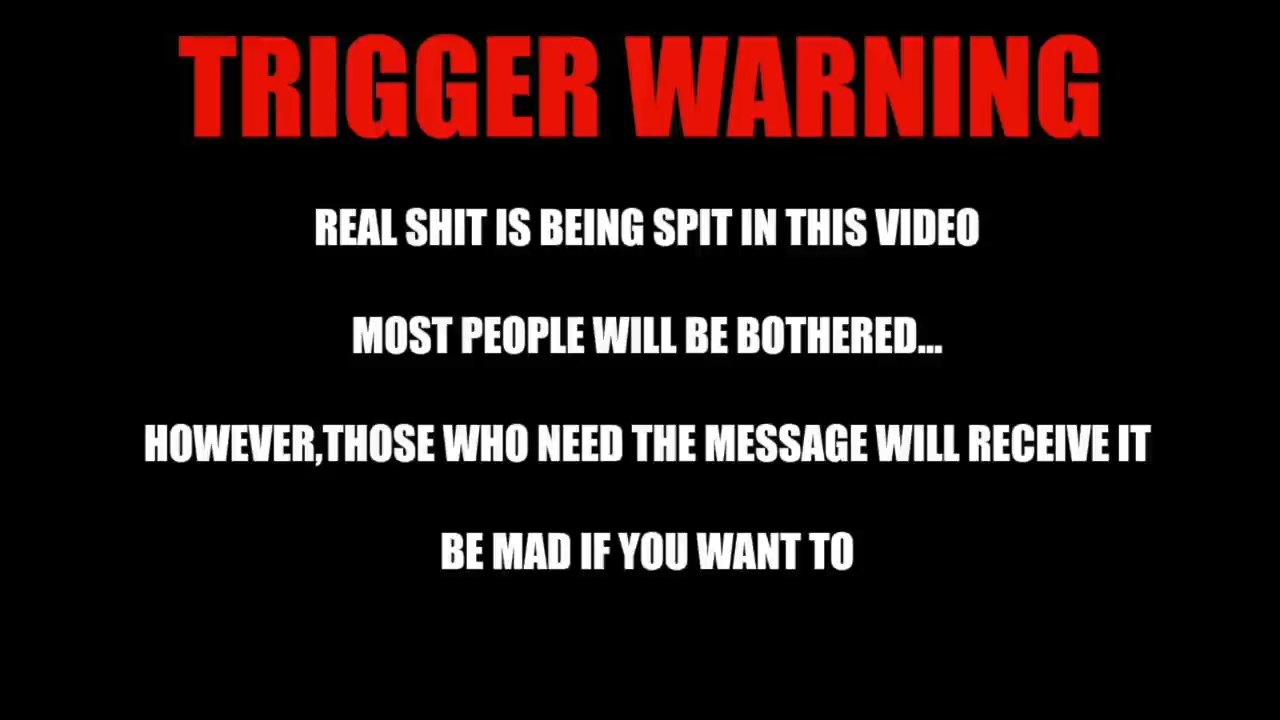 TRIGGER WARNING
REAL SHIT IS BEING SPIT IN THIS VIDEO
MOST PEOPLE WILL BE BOTHERED...
HOWEVER,THOSE WHO NEED THE MESSAGE WILL RECEIVE IT
BE MAD IF YOU WANT TO